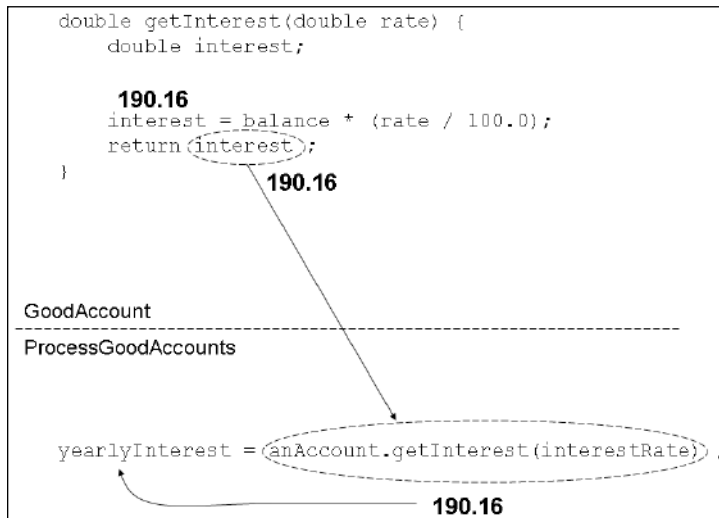 double getInterest(double rate) {
double interest;
190.16
interest = balance * (rate / 100.0);
return interest ;
190.16
}
GoodAccount
ProcessGoodAccounts
yearlyInterest = anAccount.getInterest(interestRate) ;
190.16